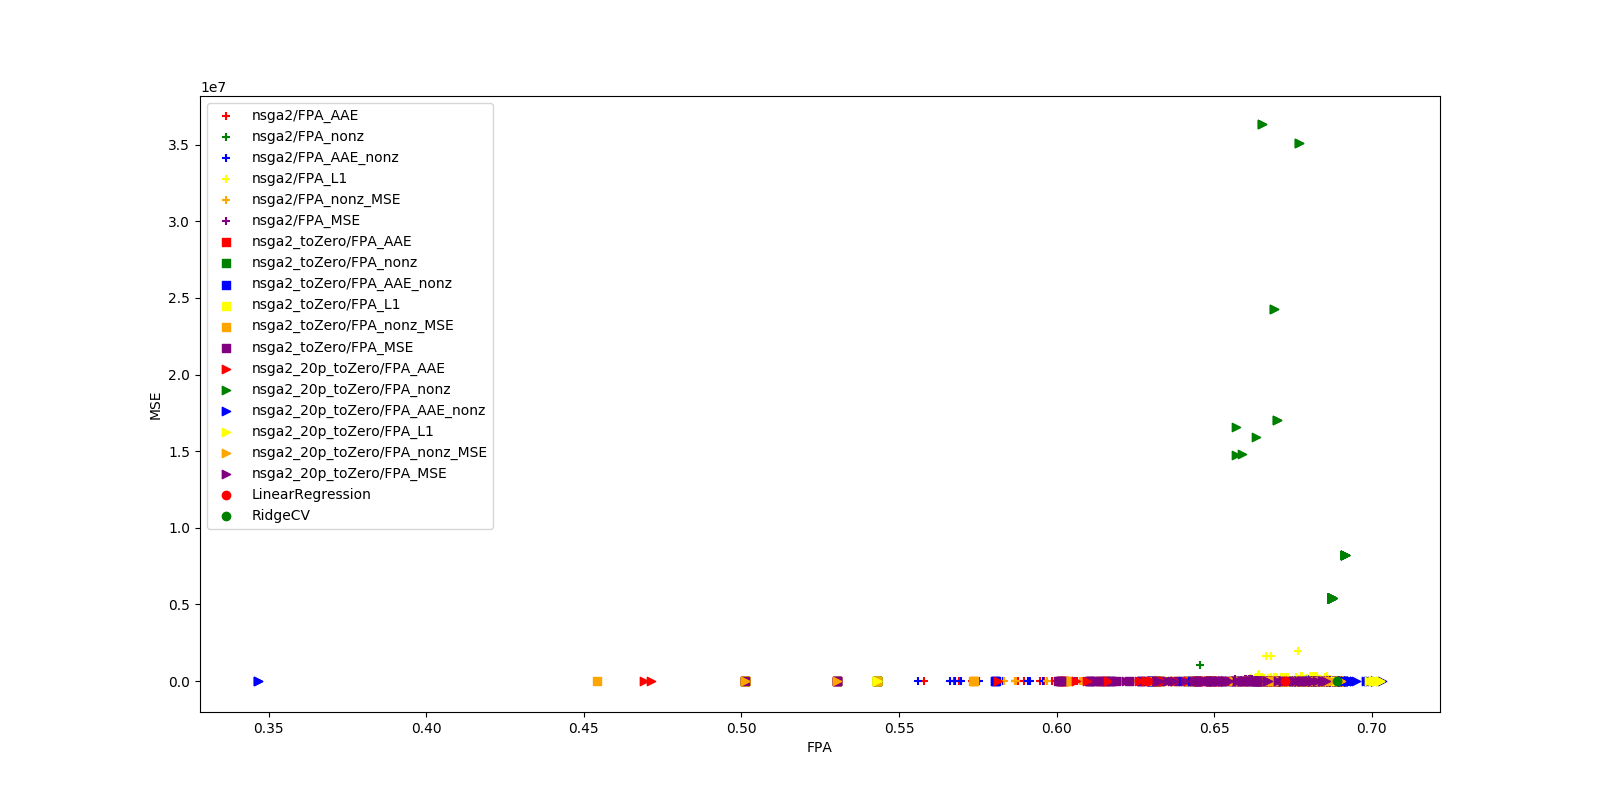 1e7
3.5
3.0
2.5
2.0
1.5
1.0
0.5
0.0
MSE
nsga2/FPA_AAE
nsga2/FPA_nonz
nsga2/FPA_AAE_nonz
nsga2/FPA_L1
nsga2/FPA_nonz_MSE
nsga2/FPA_MSE
nsga2_toZero/FPA_AAE
nsga2_toZero/FPA_nonz
nsga2_toZero/FPA_AAE_nonz
nsga2_toZero/FPA_L1
nsga2_toZero/FPA_nonz_MSE
nsga2_toZero/FPA_MSE
nsga2_20p_toZero/FPA_AAE
nsga2_20p_toZero/FPA_nonz
nsga2_20p_toZero/FPA_AAE_nonz
nsga2_20p_toZero/FPA_L1
nsga2_20p_toZero/FPA_nonz_MSE
nsga2_20p_toZero/FPA_MSE
LinearRegression
RidgeCV
0.35 0.40 0.45 0.50 0.55 0.60 0.65 0.70
FPA